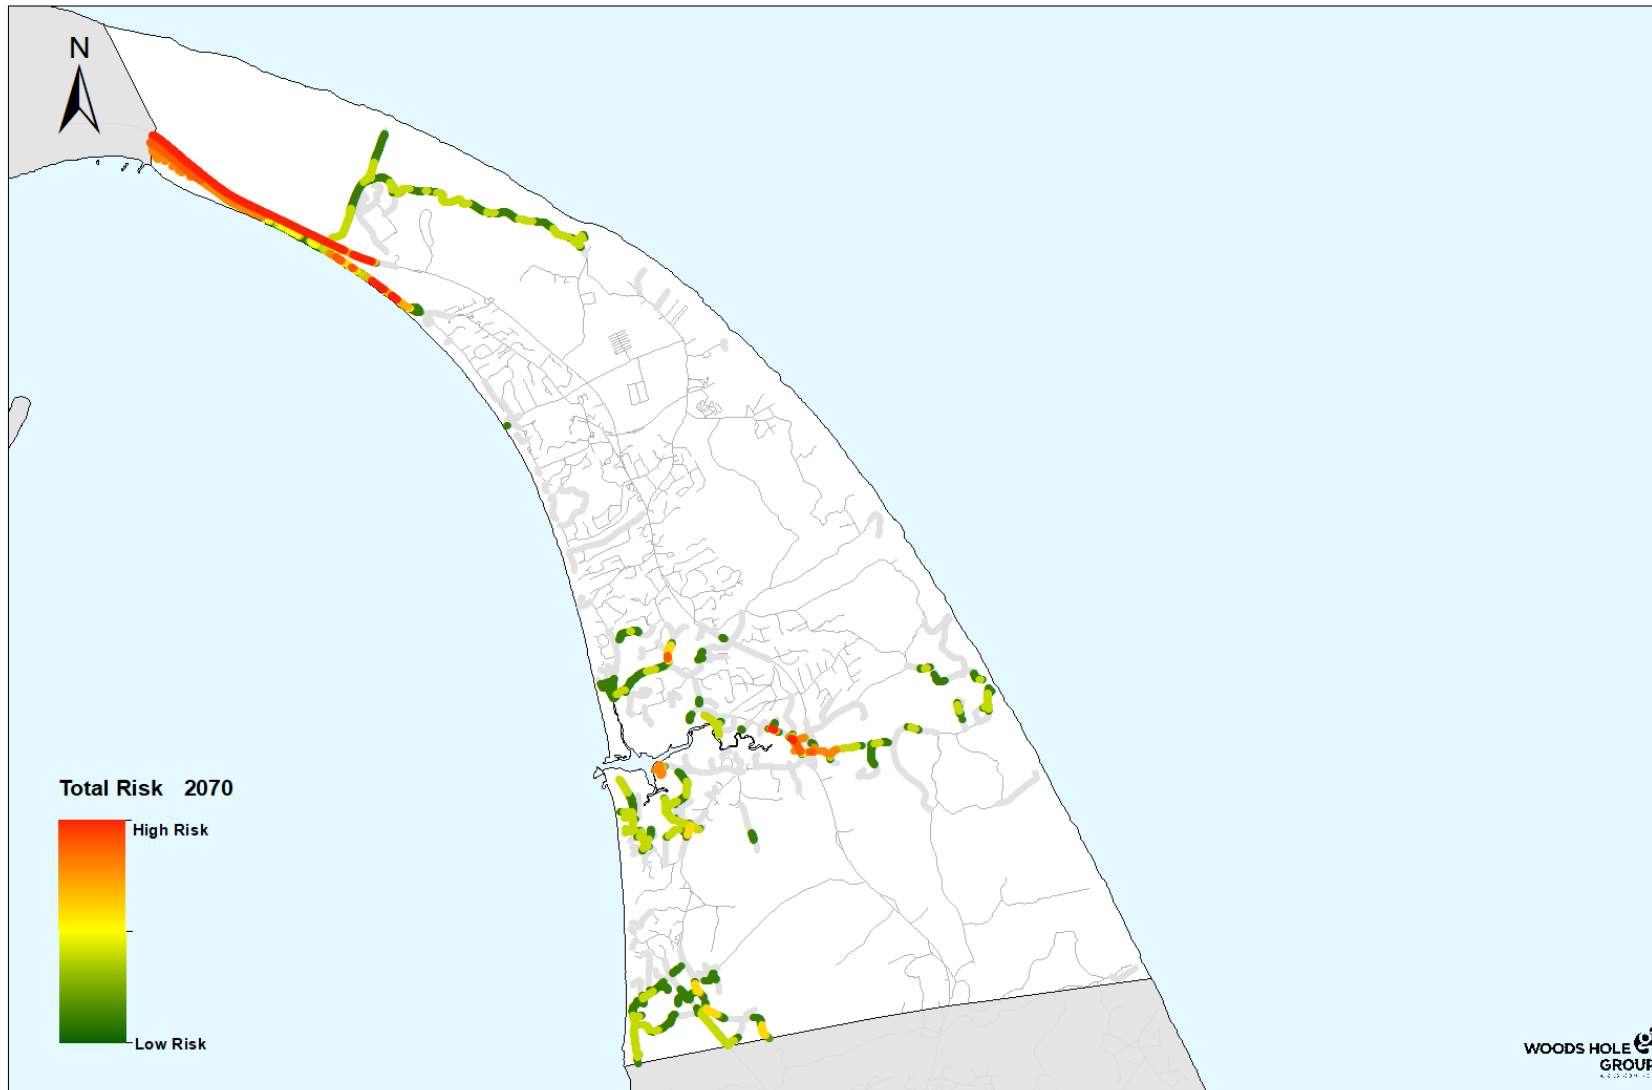 N
Total Risk 2070
High Risk
Low Risk
WOODS HOLE
GROUP